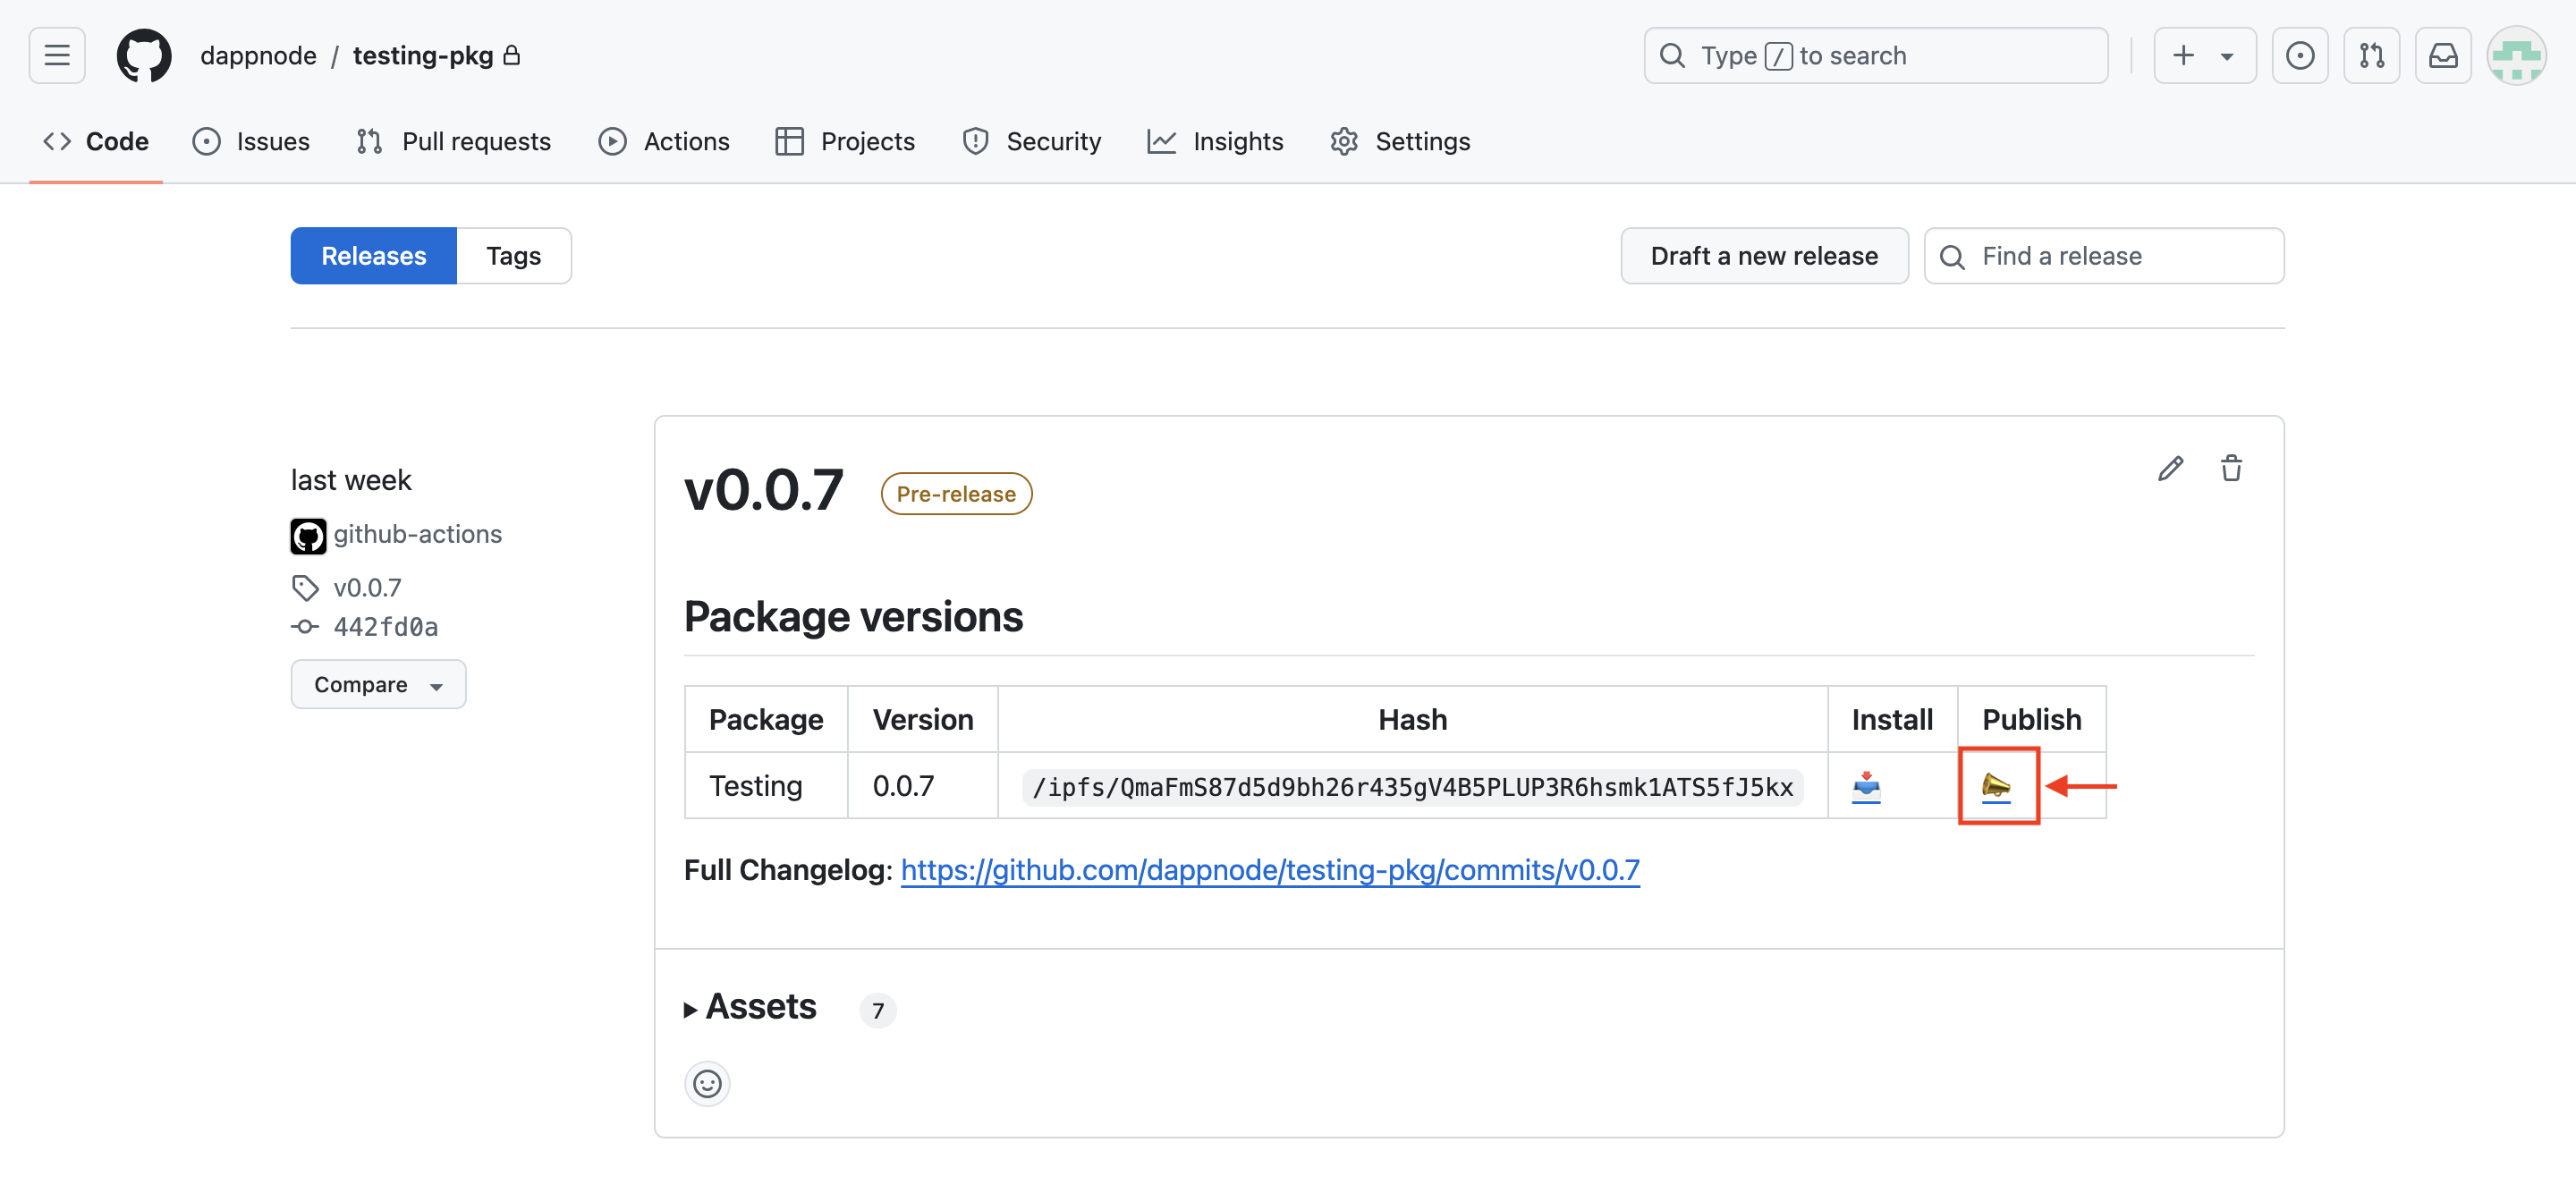 dappnode / testing-pkg
Type / to search
Code Issues Pull requests Actions Projects Security Insights Settings
Releases Tags
Draft a new release
Find a release
last week
github-actions
v0.0.7
442fd0a
Compare
v0.0.7 Pre-release
Package versions
Package Version Hash Install Publish
Testing 0.0.7 /ipfs/QmaFmS87d5d9bh26r435gV4B5PLUP3R6hsmk1ATS5fJ5kx
Full Changelog: https://github.com/dappnode/testing-pkg/commits/v0.0.7
Assets 7